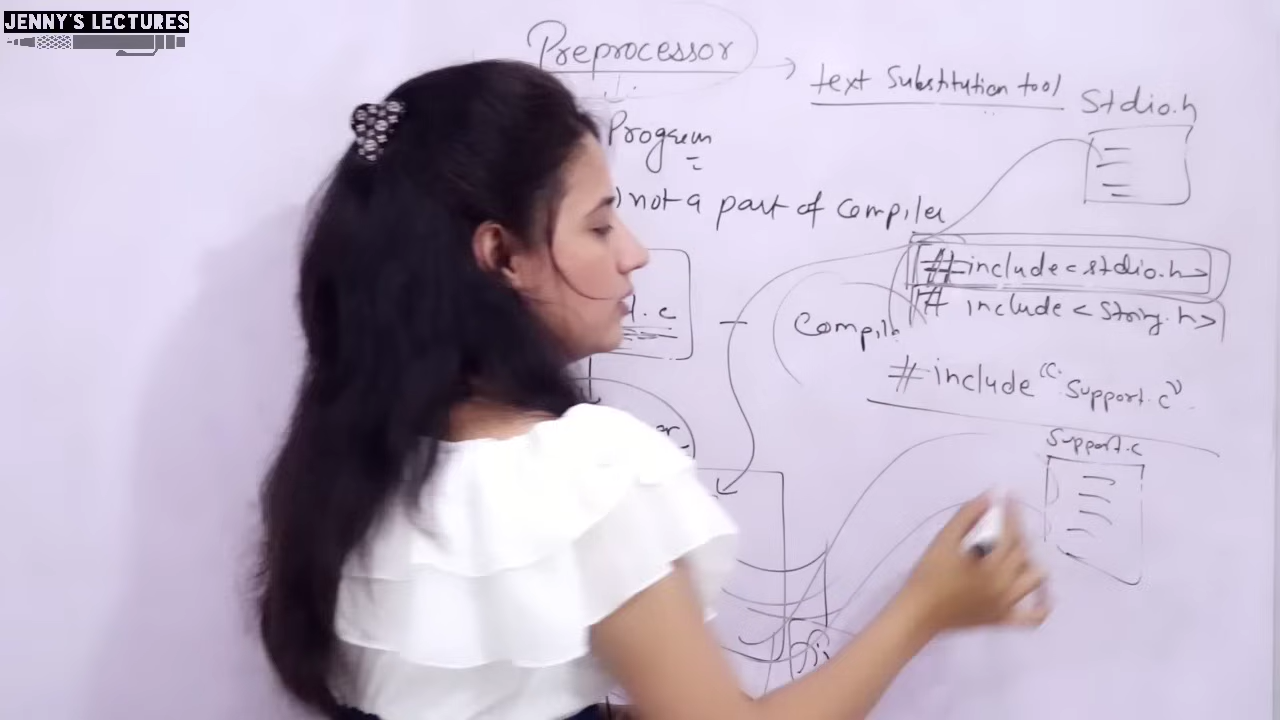 JENNY'S LECTURES
Preprocessor
text Substitution tool
Stdio.h
Program
not a part of Compiler
# include <stdio.h>
# include <String.h>
.c
# include "Support.c"
Support.c